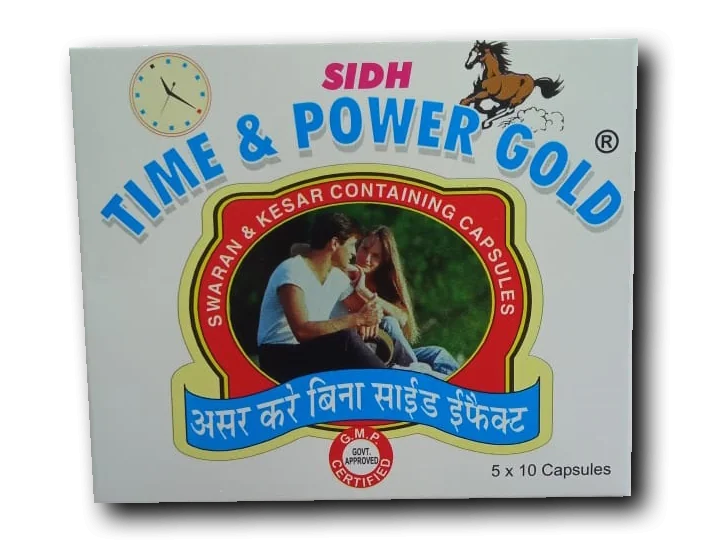 SIDH
TIME & POWER GOLD ®
SWARAN & KESAR CONTAINING CAPSULES
असर करे बिना साईड ईफैक्ट
G.M.P.
GOVT.
APPROVED
CERTIFIED
5 x 10 Capsules